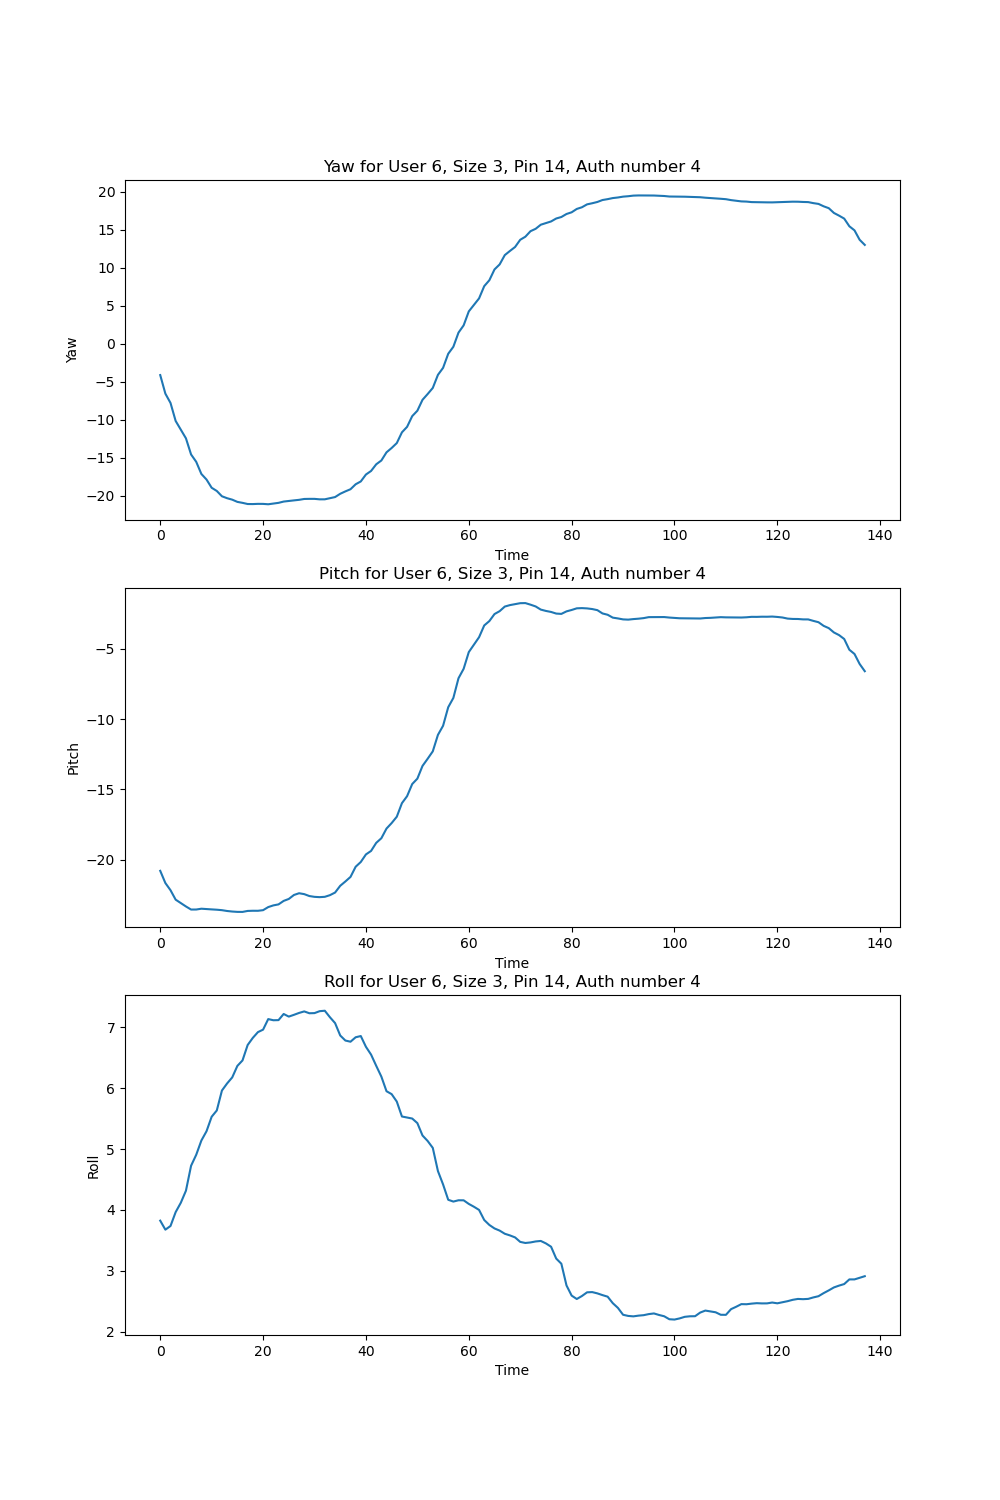 Yaw for User 6, Size 3, Pin 14, Auth number 4
20
15
10
5
0
−5
−10
−15
−20
Yaw
0 20 40 60 80 100 120 140
Time
Pitch for User 6, Size 3, Pin 14, Auth number 4
−5
−10
−15
−20
Pitch
0 20 40 60 80 100 120 140
Time
Roll for User 6, Size 3, Pin 14, Auth number 4
7
6
5
4
3
2
Roll
0 20 40 60 80 100 120 140
Time